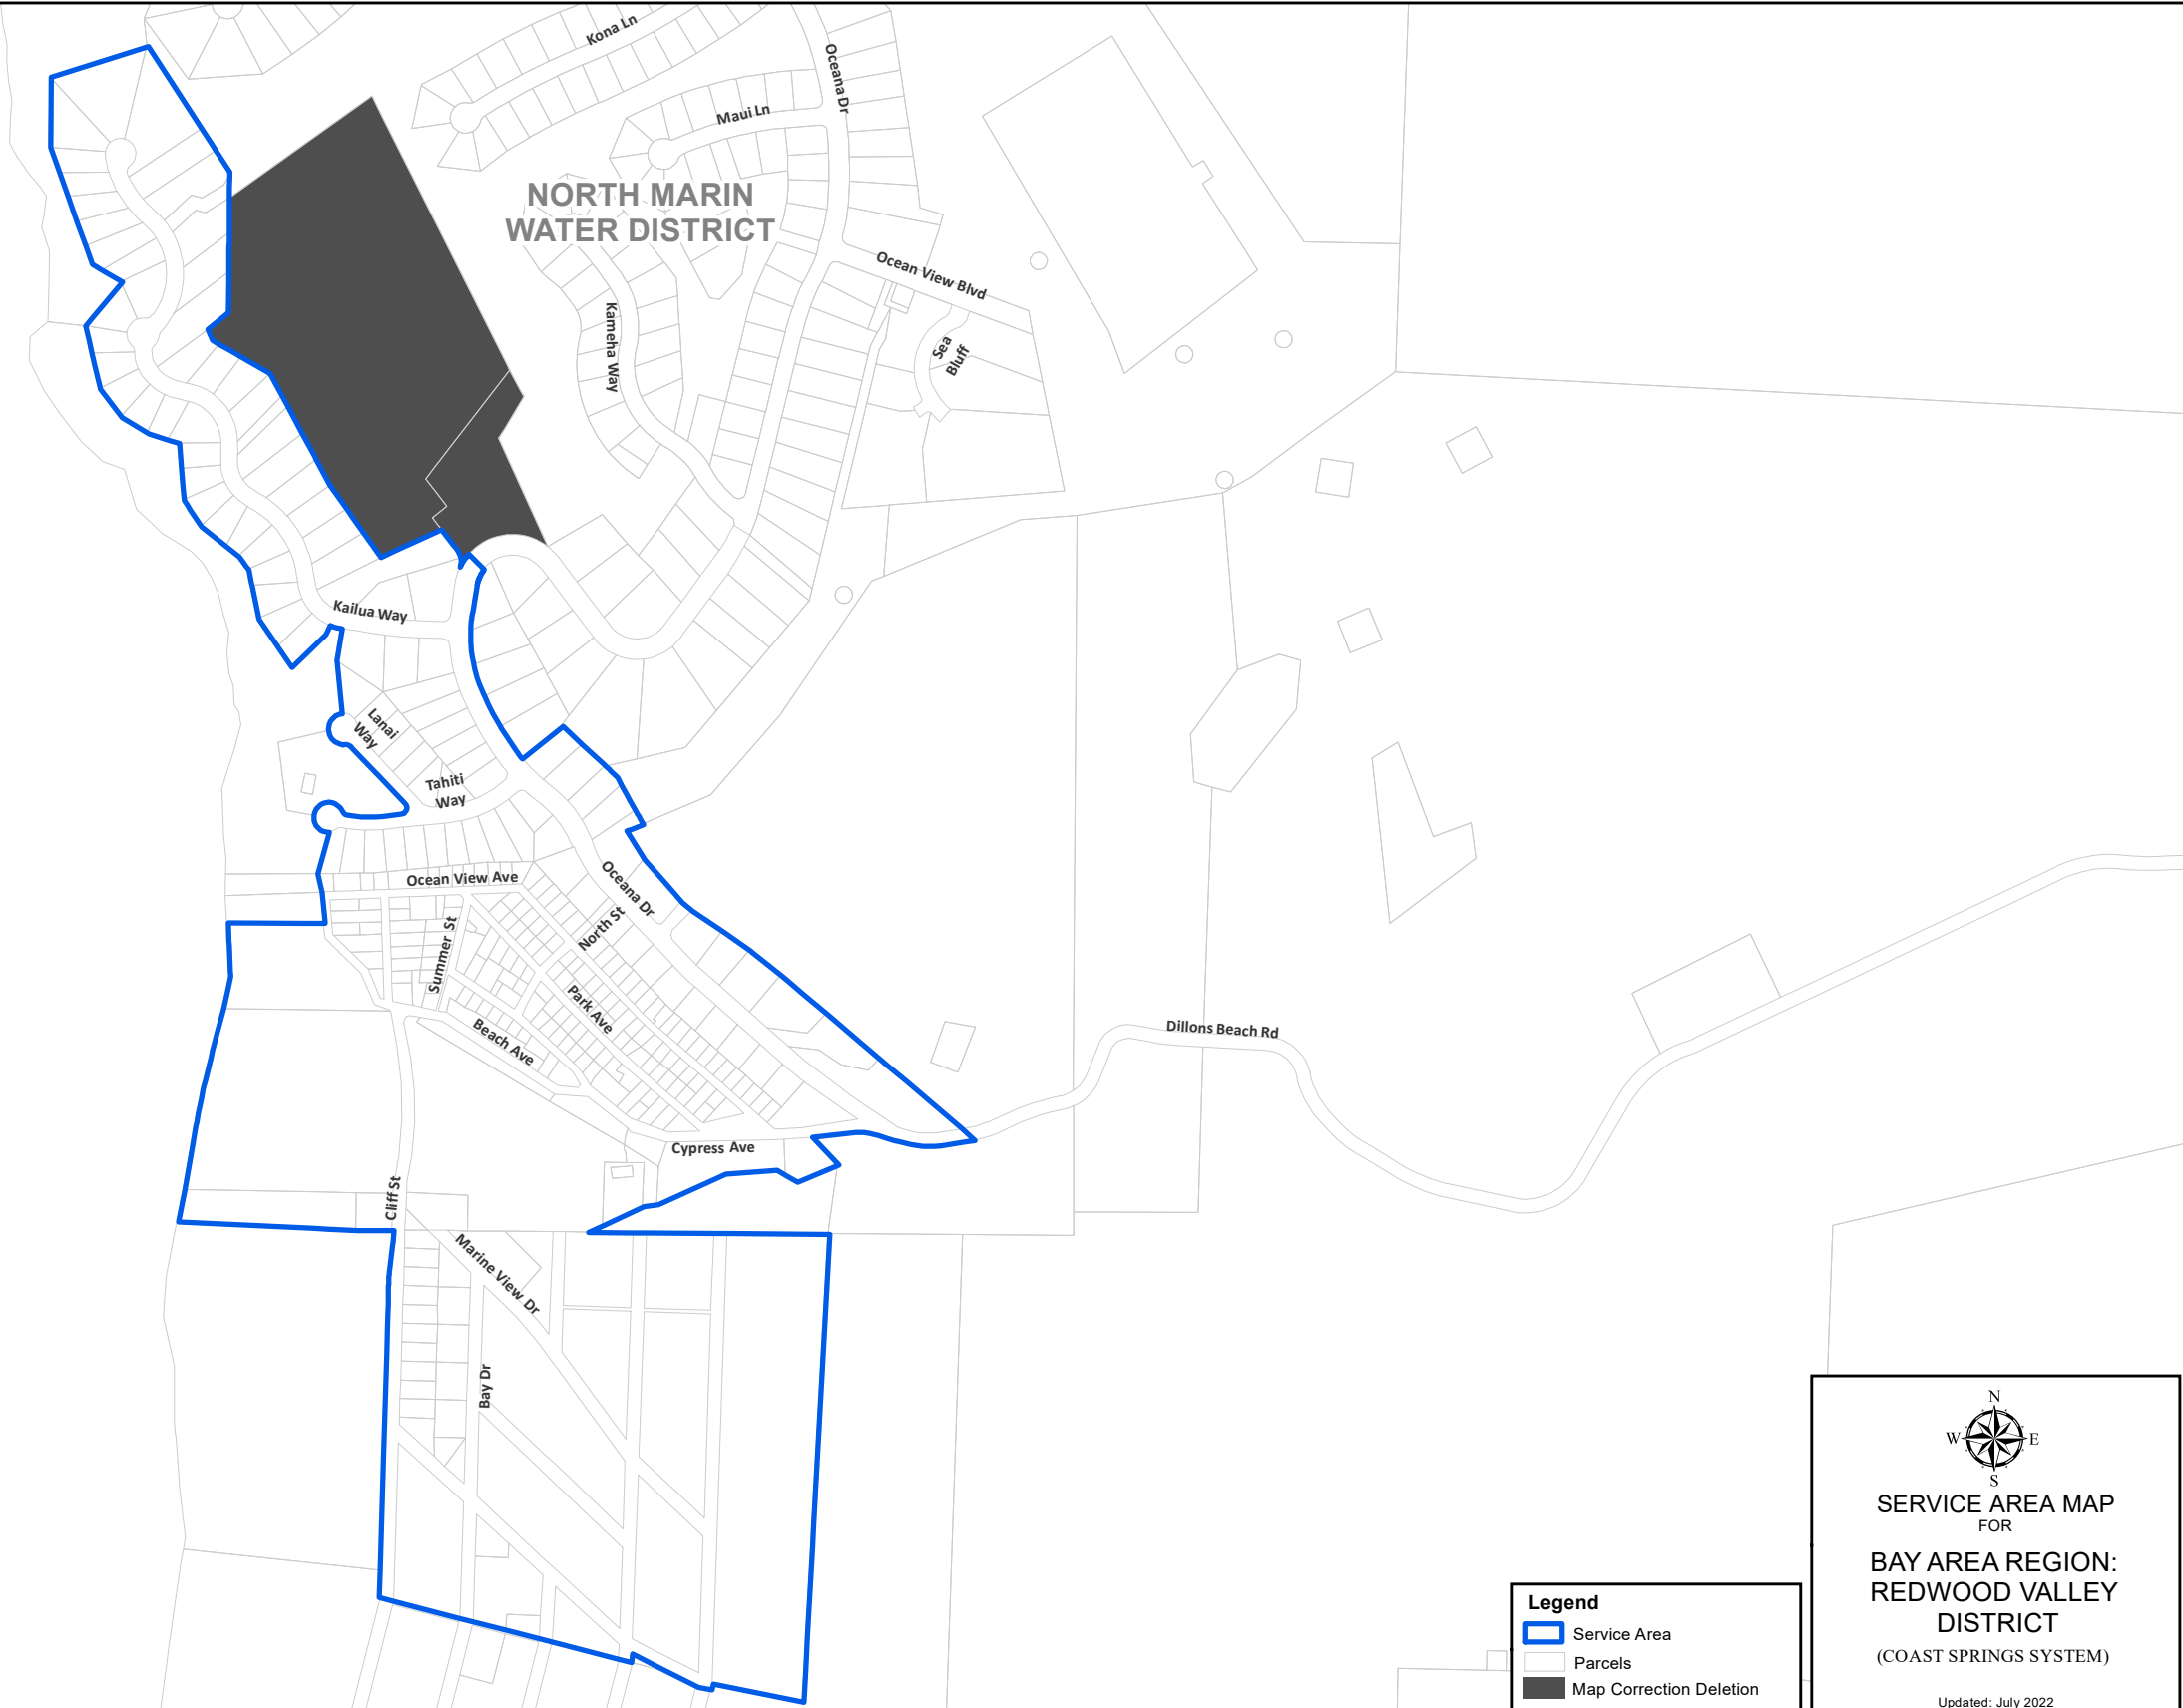 Kona Ln
Oceana Dr
Maui Ln
NORTH MARIN
WATER DISTRICT
Ocean View Blvd
Kameha Way
Sea
Bluff
Kailua Way
Lanai
Way
Tahiti
Way
Ocean View Ave
Oceana Dr
North St
Summer St
Park Ave
Beach Ave
Dillons Beach Rd
Cypress Ave
Cliff St
Marine View Dr
Bay Dr
N
W E
S
SERVICE AREA MAP
FOR
BAY AREA REGION:
REDWOOD VALLEY
DISTRICT
(COAST SPRINGS SYSTEM)
Updated: July 2022
Legend
Service Area
Parcels
Map Correction Deletion